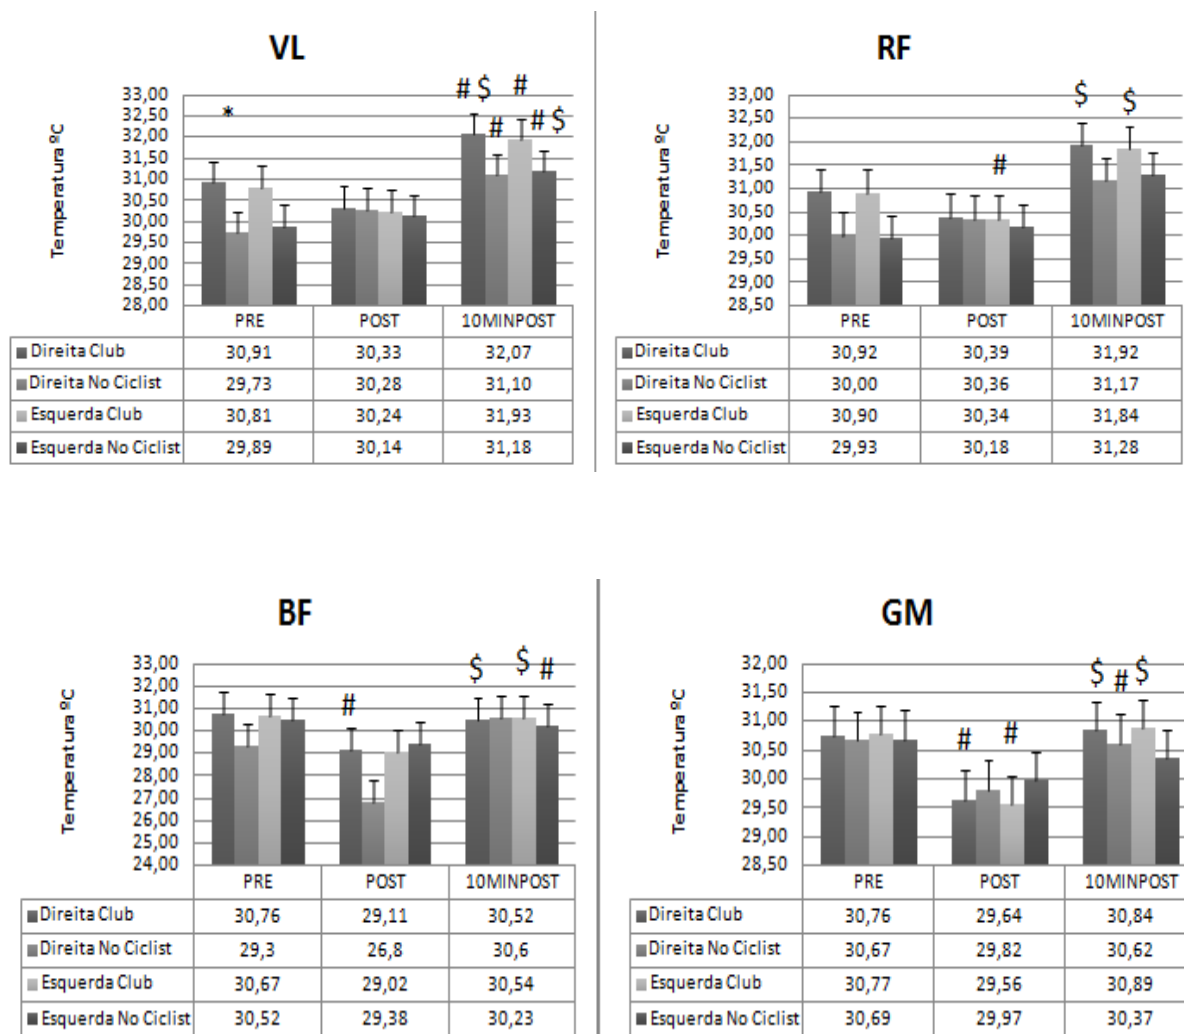 VL
# $ # # # $
*
Temperatura ºC
33,00
32,50
32,00
31,50
31,00
30,50
30,00
29,50
29,00
28,50
28,00
PRE POST 10MINPOST
Direita Club 30,91 30,33 32,07
Direita No Ciclist 29,73 30,28 31,10
Esquerda Club 30,81 30,24 31,93
Esquerda No Ciclist 29,89 30,14 31,18
RF
$ $
#
Temperatura ºC
33,00
32,50
32,00
31,50
31,00
30,50
30,00
29,50
29,00
28,50
PRE POST 10MINPOST
Direita Club 30,92 30,39 31,92
Direita No Ciclist 30,00 30,36 31,17
Esquerda Club 30,90 30,34 31,84
Esquerda No Ciclist 29,93 30,18 31,28
BF
$ $ #
#
Temperatura ºC
33,00
32,00
31,00
30,00
29,00
28,00
27,00
26,00
25,00
24,00
PRE POST 10MINPOST
Direita Club 30,76 29,11 30,52
Direita No Ciclist 29,3 26,8 30,6
Esquerda Club 30,67 29,02 30,54
Esquerda No Ciclist 30,52 29,38 30,23
GM
$ # $
# #
Temperatura ºC
32,00
31,50
31,00
30,50
30,00
29,50
29,00
28,50
PRE POST 10MINPOST
Direita Club 30,76 29,64 30,84
Direita No Ciclist 30,67 29,82 30,62
Esquerda Club 30,77 29,56 30,89
Esquerda No Ciclist 30,69 29,97 30,37